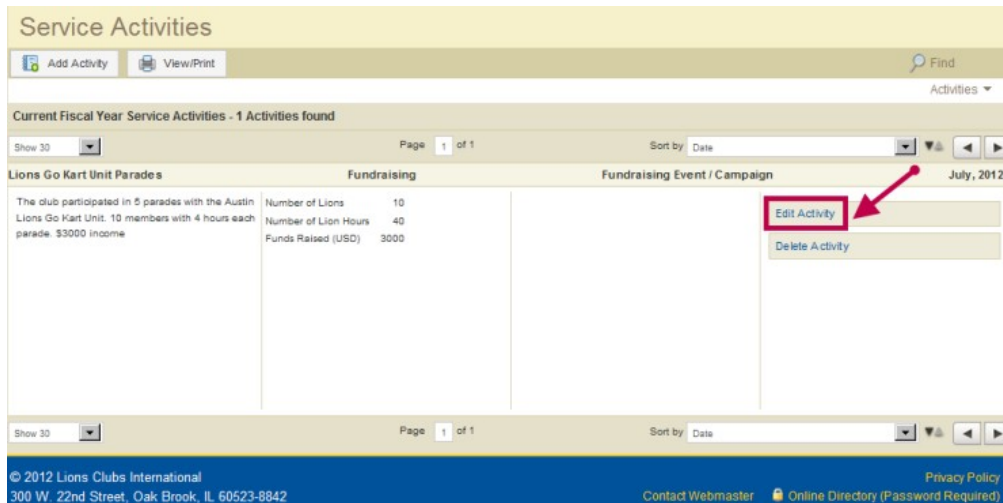 Service Activities
Add Activity View/Print Find
Activities
Current Fiscal Year Service Activities - 1 Activities found
Show 30 Page 1 of 1 Sort by Date
Lions Go Kart Unit Parades Fundraising Fundraising Event / Campaign July, 2012
The club participated in 5 parades with the Austin
Lions Go Kart Unit. 10 members with 4 hours each
parade. $3000 income
Number of Lions 10
Number of Lion Hours 40
Funds Raised (USD) 3000
Edit Activity
Delete Activity
Show 30 Page 1 of 1 Sort by Date
© 2012 Lions Clubs International Privacy Policy
300 W. 22nd Street, Oak Brook, IL 60523-8842 Contact Webmaster Online Directory (Password Required)